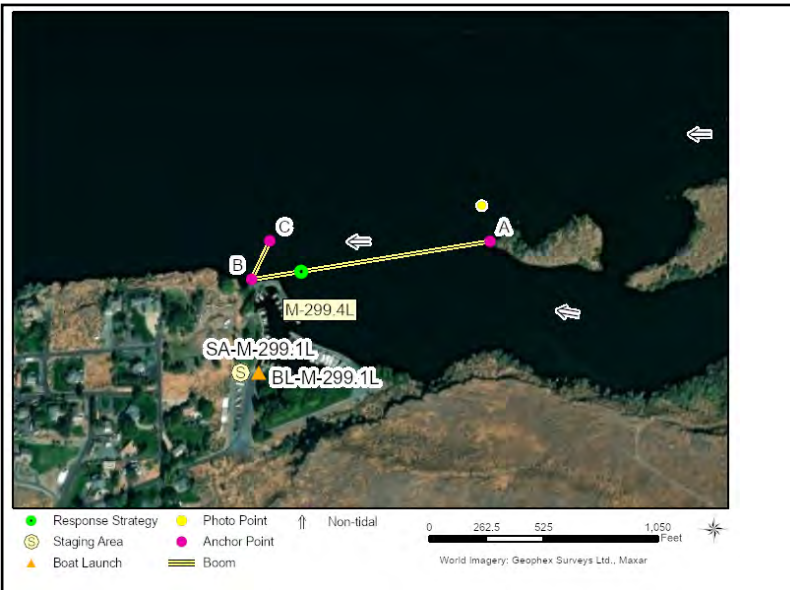 A
C
B
M-299.4L
SA-M-299.1L
S
BL-M-299.1L
Response Strategy
Photo Point
Non-tidal
S
Staging Area
Anchor Point
Boat Launch
Boom
0 262.5 525 1,050
Feet
World Imagery: Geophex Surveys Ltd., Maxar